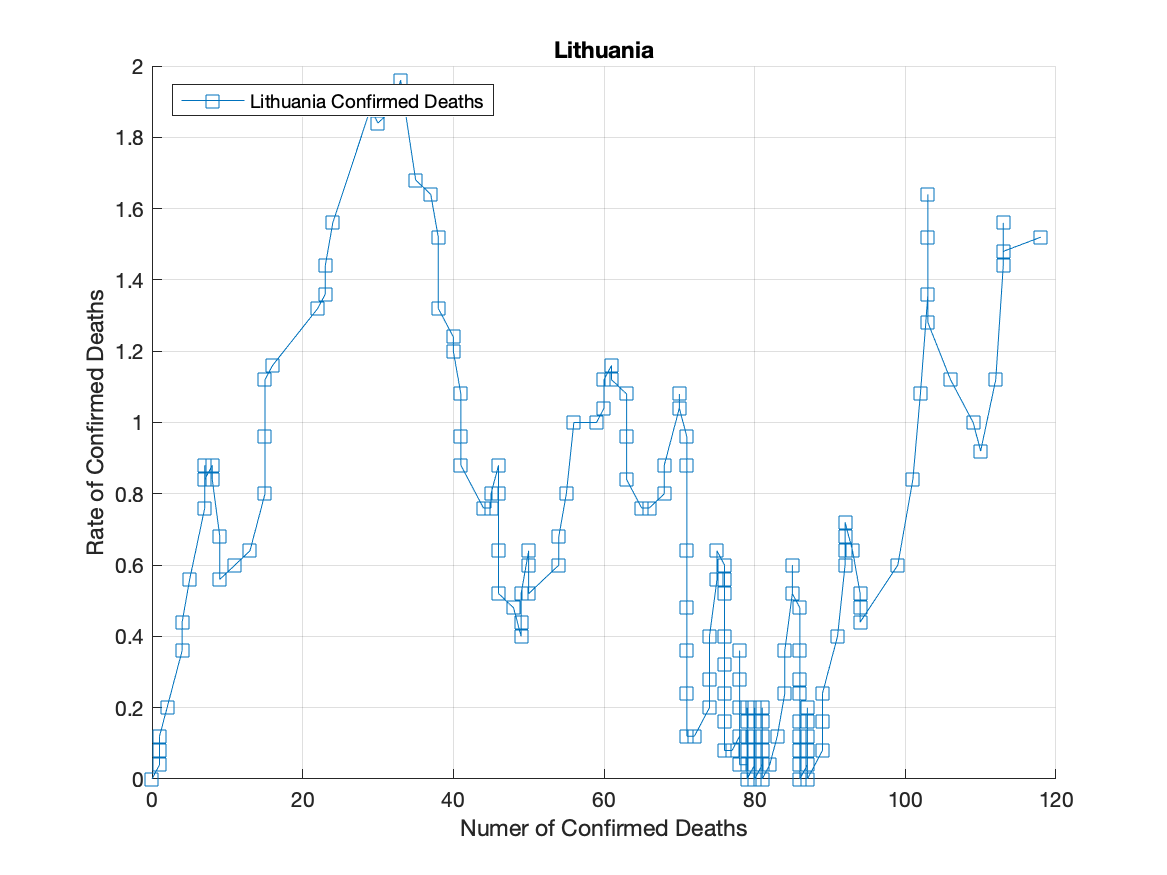 Lithuania
Lithuania Confirmed Deaths
Rate of Confirmed Deaths
2
1.8
1.6
1.4
1.2
1
0.8
0.6
0.4
0.2
0
0 20 40 60 80 100 120
Numer of Confirmed Deaths